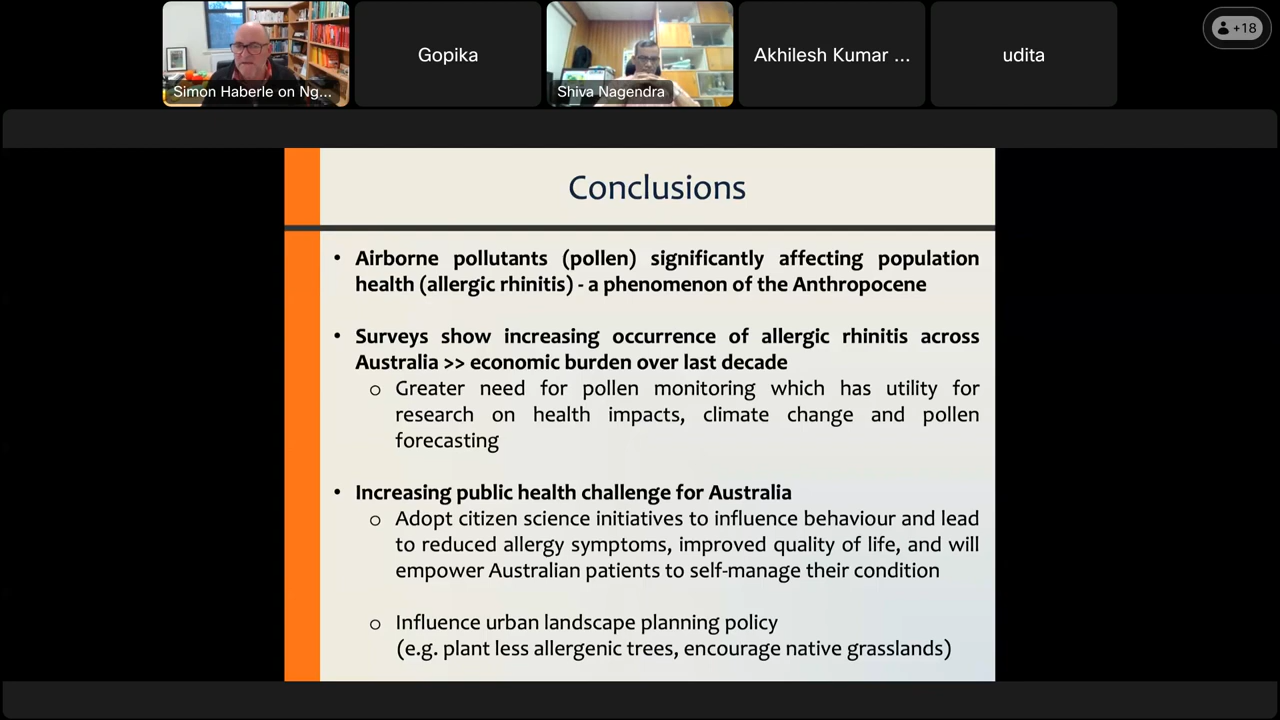 +18
Simon Haberle on Ng...
Gopika
Shiva Nagendra
Akhilesh Kumar ...
udita
Conclusions
• Airborne pollutants (pollen) significantly affecting population
health (allergic rhinitis) - a phenomenon of the Anthropocene
• Surveys show increasing occurrence of allergic rhinitis across
Australia >> economic burden over last decade
o Greater need for pollen monitoring which has utility for
research on health impacts, climate change and pollen
forecasting
• Increasing public health challenge for Australia
o Adopt citizen science initiatives to influence behaviour and lead
to reduced allergy symptoms, improved quality of life, and will
empower Australian patients to self-manage their condition
o Influence urban landscape planning policy
(e.g. plant less allergenic trees, encourage native grasslands)